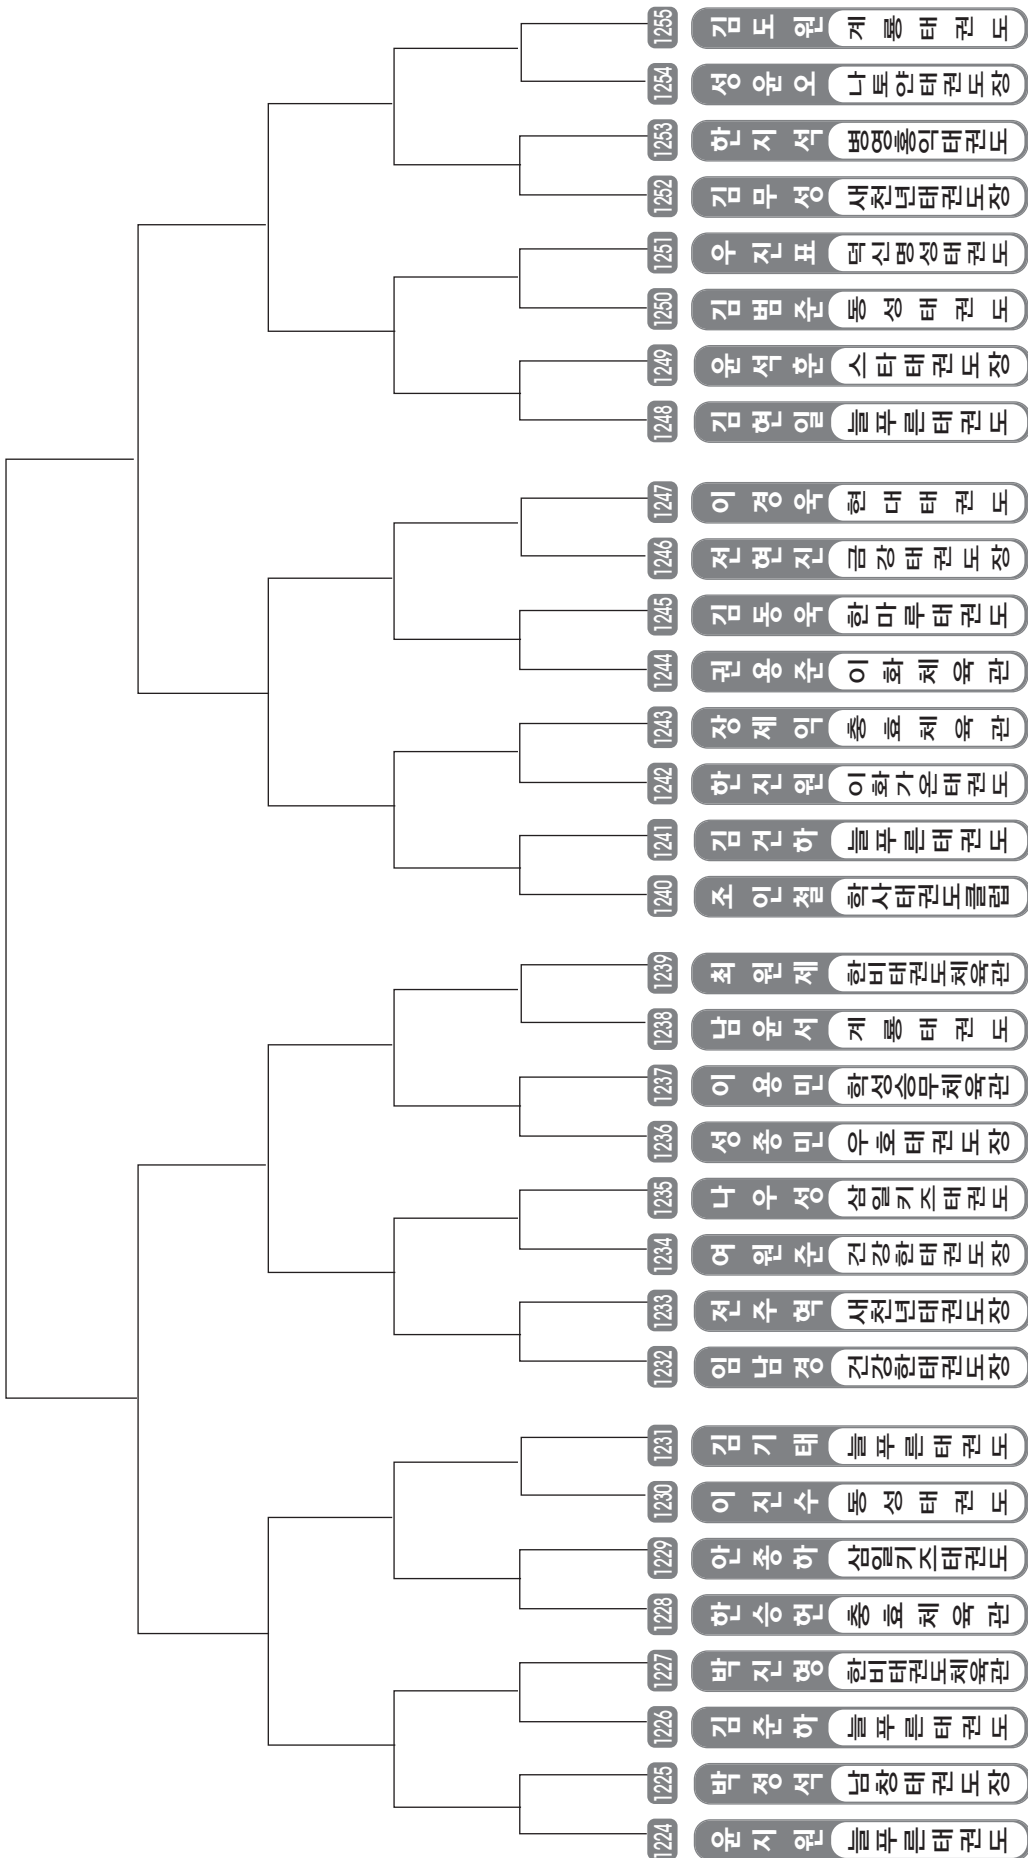 1224 윤지원 늘푸른태권도
1225 박정석 남창태권도장
1226 김준하 늘푸른태권도
1227 박진형 한비태권도체육관
1228 한승헌 충효체육관
1229 안종하 삼일키즈태권도
1230 이진수 동성태권도
1231 김기태 늘푸른태권도
1232 임남경 건강한태권도장
1233 전주혁 새천년태권도장
1234 여원준 건강한태권도장
1235 나우성 삼일키즈태권도
1236 성종민 우호태권도장
1237 이용민 학성승무체육관
1238 남윤서 계룡태권도
1239 최원제 한비태권도체육관
1240 조인철 학사태권도클럽
1241 김건하 늘푸른태권도
1242 한진원 이화가온태권도
1243 장제익 충효체육관
1244 권용준 이화체육관
1245 김동욱 한마루태권도
1246 전현진 금강태권도장
1247 이경욱 현대태권도
1248 김현일 늘푸른태권도
1249 윤석훈 스타태권도장
1250 김범준 동성태권도
1251 우진표 덕신명성태권도
1252 김무성 새천년태권도장
1253 한지석 병영홍익태권도
1254 성윤오 나토얀태권도장
1255 김도원 계룡태권도